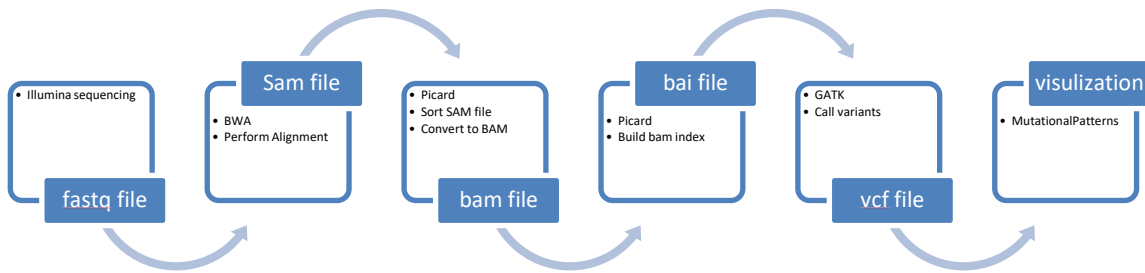 • Illumina sequencing
fastq file
Sam file
• BWA
• Perform Alignment
• Picard
• Sort SAM file
• Convert to BAM
bam file
bai file
• Picard
• Build bam index
• GATK
• Call variants
vcf file
visulization
• MutationalPatterns